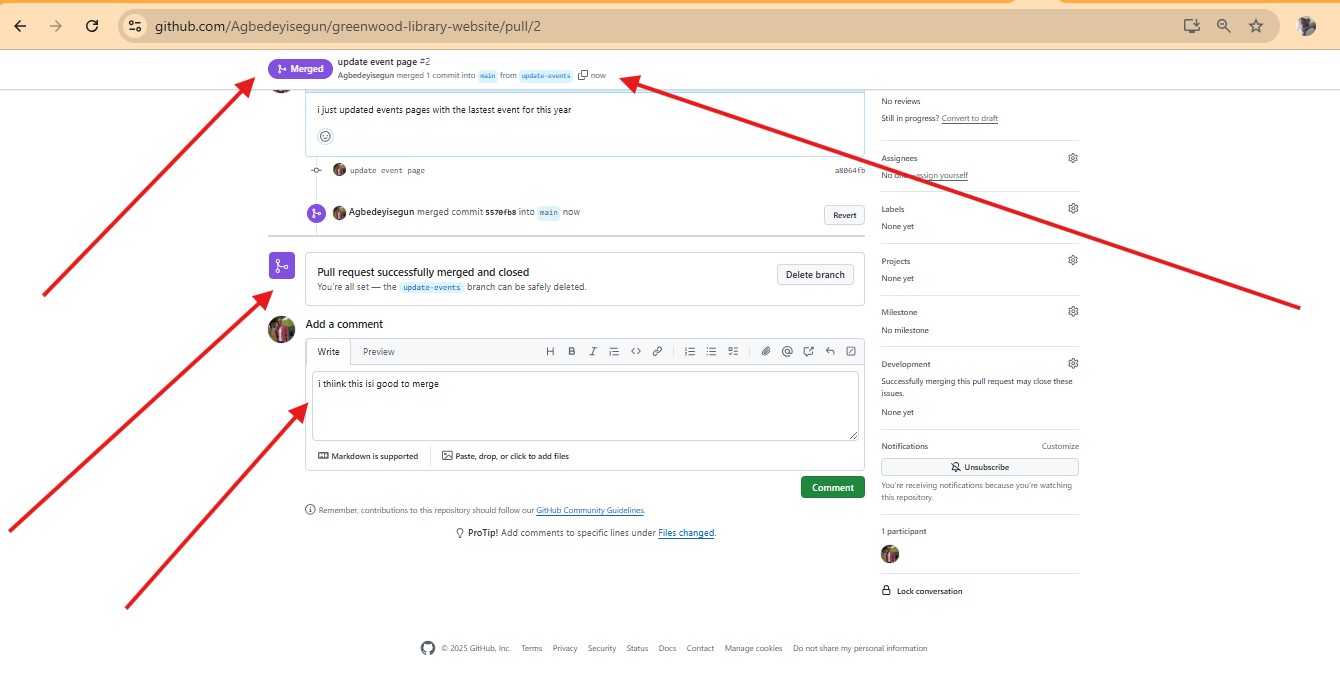 github.com/Agbedeyisegun/greenwood-library-website/pull/2
Merged
update event page #2
Agbedeyisegun merged 1 commit into main from update-events now
i just updated events pages with the lastest event for this year
update event page a8064fb
Agbedeyisegun merged commit 5570fb8 into main now
Revert
Pull request successfully merged and closed
You're all set — the update-events branch can be safely deleted.
Delete branch
Add a comment
Write Preview
i thiink this isi good to merge
Markdown is supported
Paste, drop, or click to add files
Comment
Remember, contributions to this repository should follow our GitHub Community Guidelines.
ProTip! Add comments to specific lines under Files changed.
No reviews
Still in progress? Convert to draft
Assignees
assign yourself
Labels
None yet
Projects
None yet
Milestone
No milestone
Development
Successfully merging this pull request may close these
issues.
None yet
Notifications Customize
Unsubscribe
You're receiving notifications because you're watching
this repository.
1 participant
Lock conversation
© 2025 GitHub, Inc. Terms Privacy Security Status Docs Contact Manage cookies Do not share my personal information